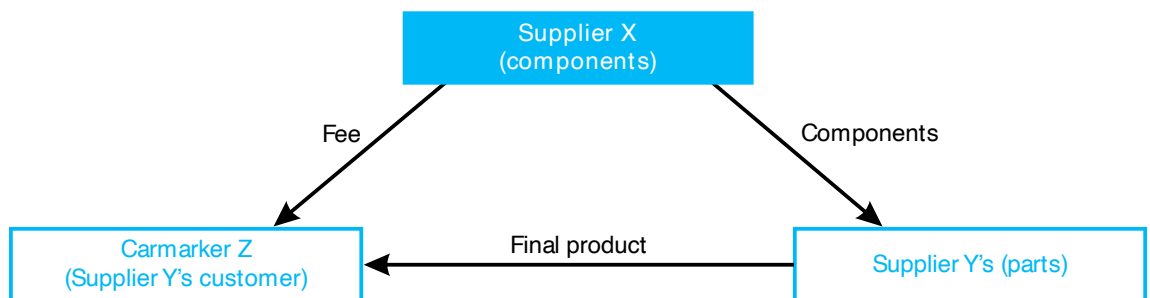 Supplier X
(components)
Fee
Components
Carmarker Z
(Supplier Y's customer)
Final product
Supplier Y's (parts)